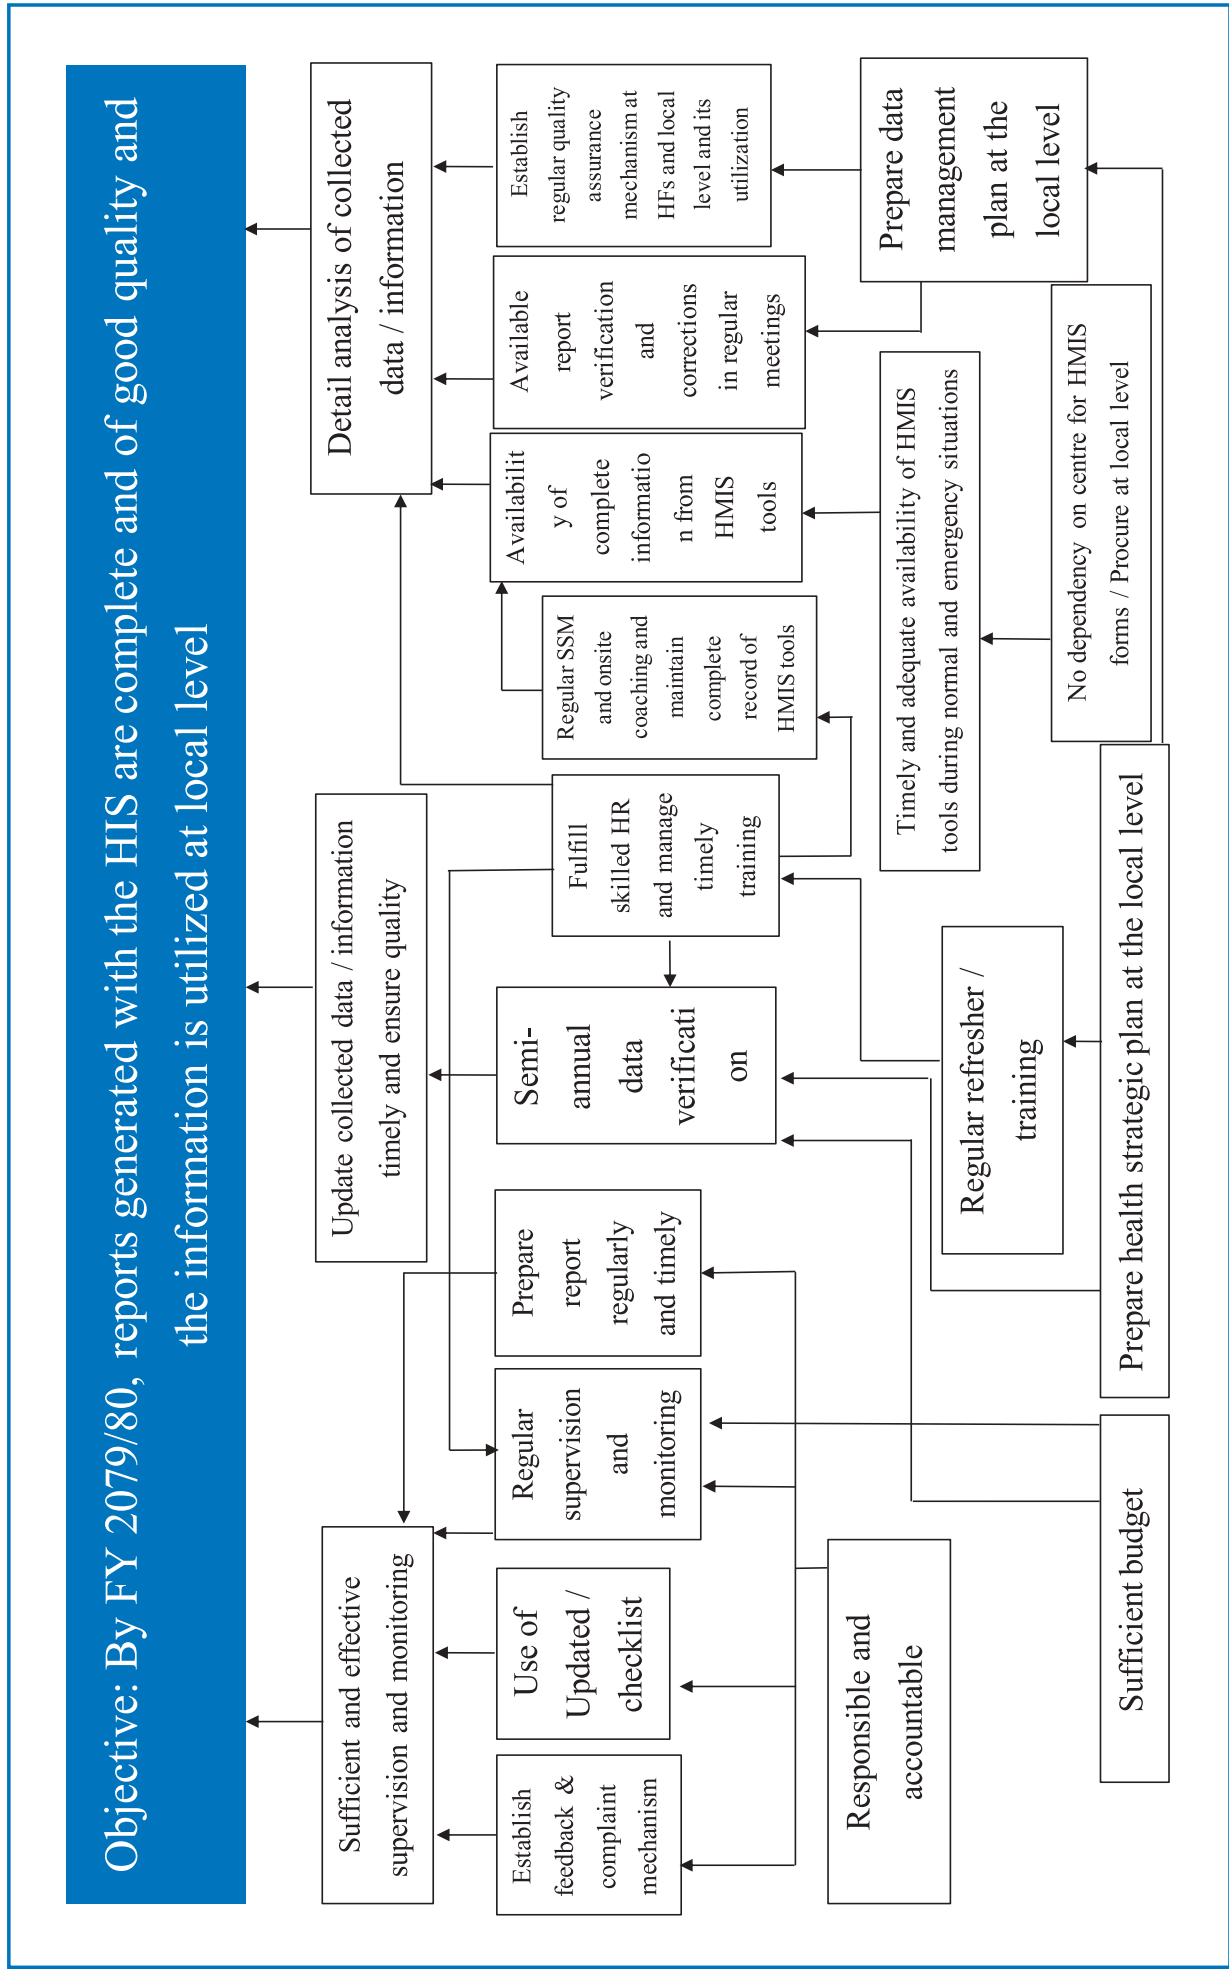 Objective: By FY 2079/80, reports generated with the HIS are complete and of good quality and
the information is utilized at local level
Sufficient and effective
supervision and monitoring
Update collected data / information
timely and ensure quality
Detail analysis of collected
data / information
Establish
feedback &
complaint
mechanism
Use of
Updated /
checklist
Regular
supervision
and
monitoring
Prepare
report
regularly
and timely
Semi-
annual
data
verificati
on
Fulfill
skilled HR
and manage
timely
training
Regular SSM
and onsite
coaching and
maintain
complete
record of
HMIS tools
Availabilit
y of
complete
informatio
n from
HMIS
tools
Available
report
verification
and
corrections
in regular
meetings
Establish
regular quality
assurance
mechanism at
HFs and local
level and its
utilization
Responsible and
accountable
Regular refresher /
training
Timely and adequate availability of HMIS
tools during normal and emergency situations
Prepare data
management
plan at the
local level
No dependency on centre for HMIS
forms / Procure at local level
Sufficient budget
Prepare health strategic plan at the local level